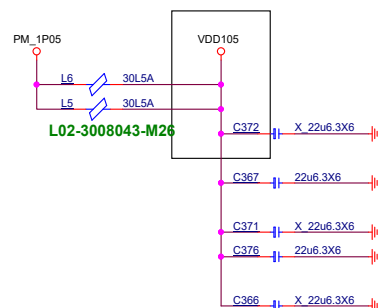 PM_1P05 VDD105
L6 30L5A
L5 30L5A
L02-3008043-M26
C372 X_22u6.3X6
C367 22u6.3X6
C371 X_22u6.3X6
C376 22u6.3X6
C366 X_22u6.3X6